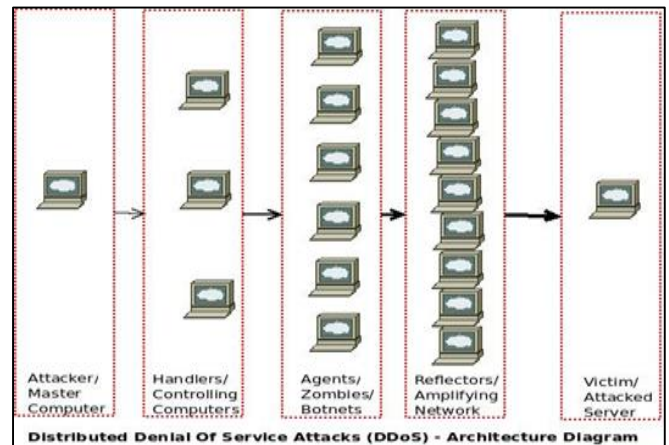 Attacker/
Master
Computer
Handlers/
Controlling
Computers
Agents/
Zombies/
Botnets
Reflectors/
Amplifying
Network
Victim/
Attacked
Server
Distributed Denial Of Service Attacks (DDoS) - Architecture Diagram